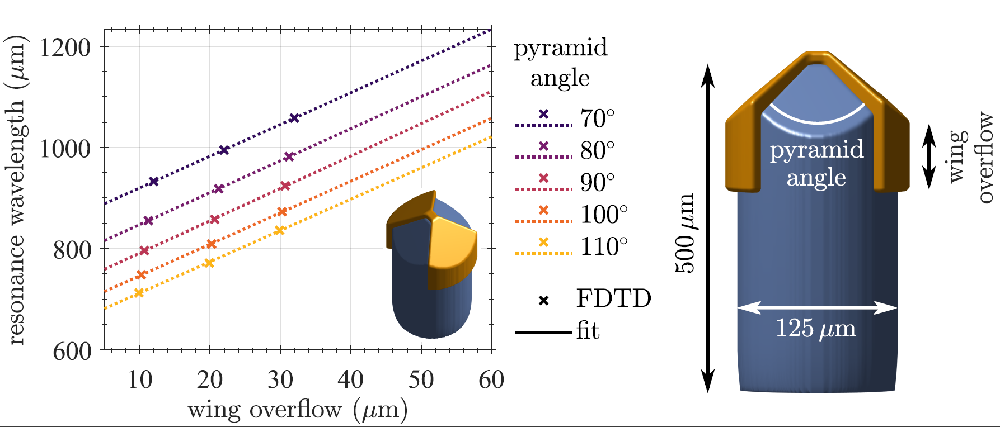 resonance wavelength (μm)
1200
1000
800
600
10 20 30 40 50 60
wing overflow (μm)
pyramid
angle
70°
80°
90°
100°
110°
FDTD
fit
500 μm
pyramid
angle
125 μm
wing
overflow